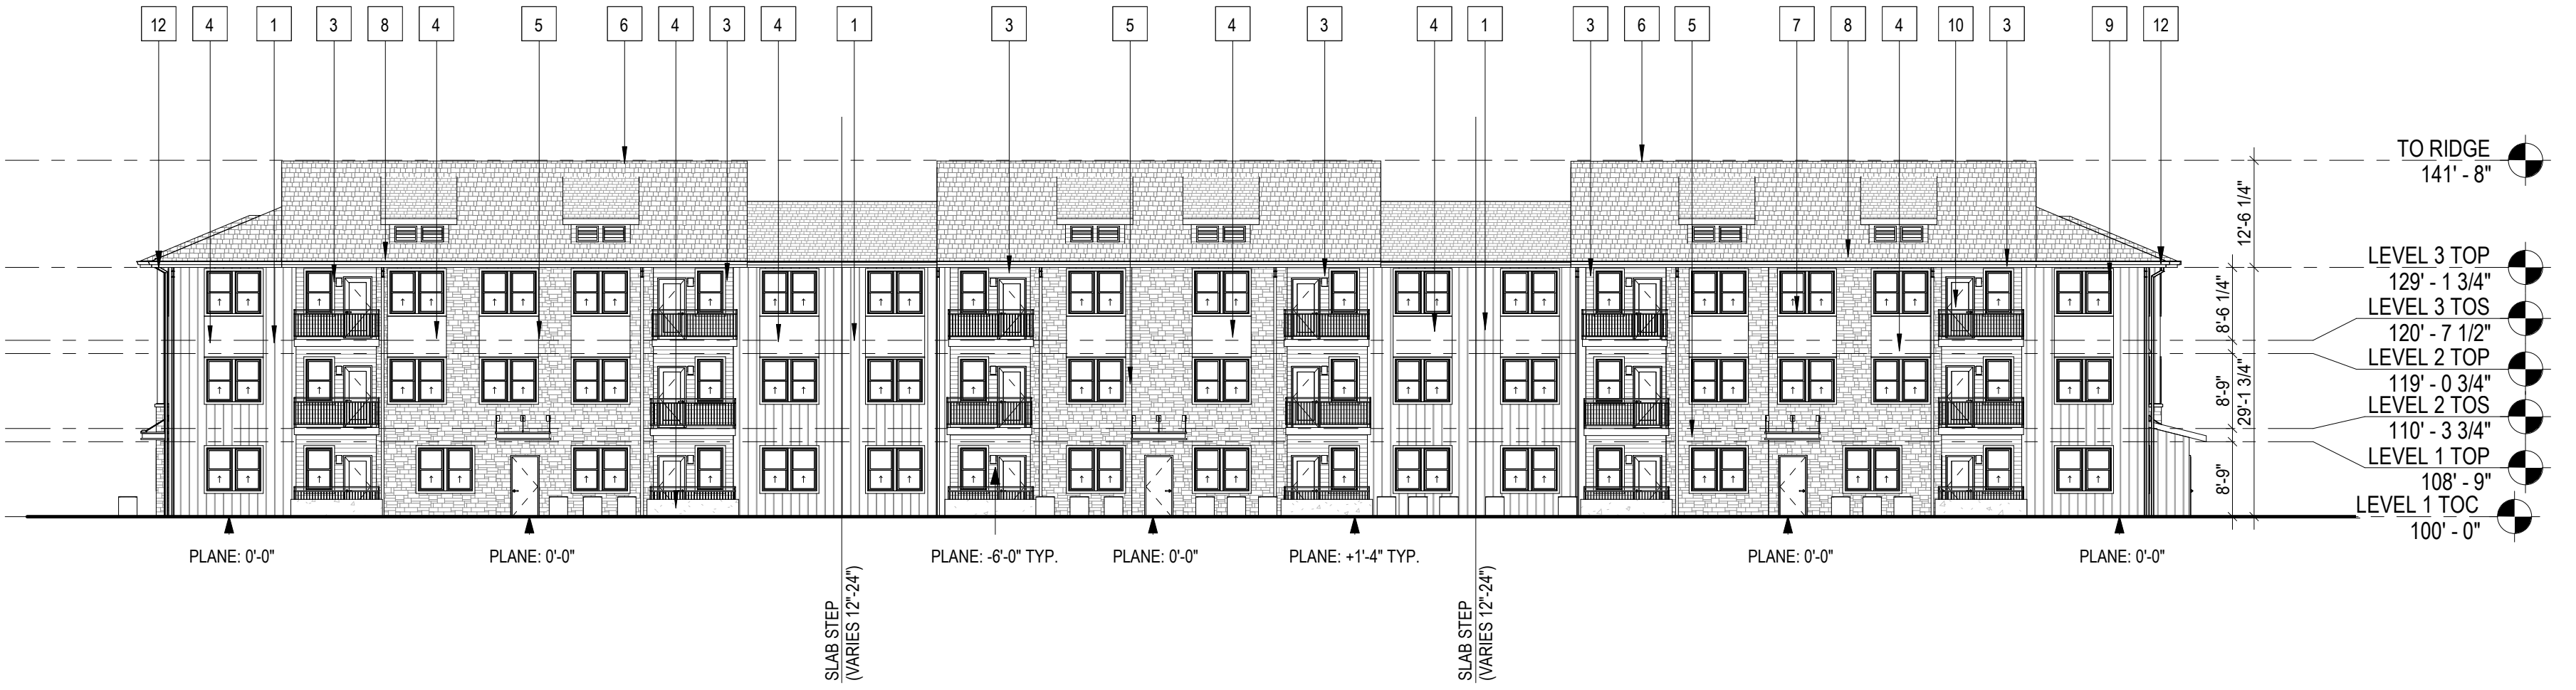 12
4
1
3
8
4
5
6
4
3
4
1
3
5
4
3
4
1
3
6
5
7
8
4
10
3
9
12
TO RIDGE
141' - 8"
12'-6 1/4"
LEVEL 3 TOP
129' - 1 3/4"
8'-6 1/4"
LEVEL 3 TOS
120' - 7 1/2"
LEVEL 2 TOP
119' - 0 3/4"
8'-9"
29'-1 3/4"
LEVEL 2 TOS
110' - 3 3/4"
LEVEL 1 TOP
108' - 9"
8'-9"
LEVEL 1 TOC
100' - 0"
PLANE: 0'-0"
PLANE: 0'-0"
PLANE: -6'-0" TYP.
PLANE: 0'-0"
PLANE: +1'-4" TYP.
PLANE: 0'-0"
PLANE: 0'-0"
SLAB STEP
(VARIES 12"-24")
SLAB STEP
(VARIES 12"-24")